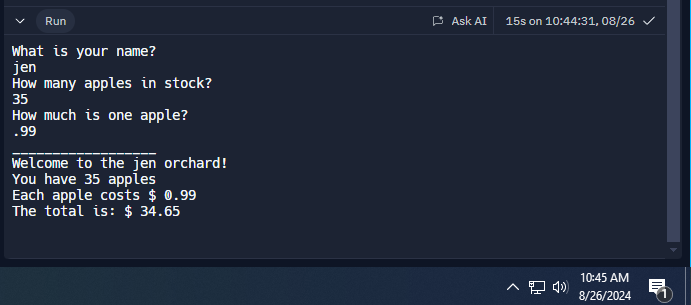 Run Ask AI 15s on 10:44:31, 08/26
What is your name?
jen
How many apples in stock?
35
How much is one apple?
.99
__________________
Welcome to the jen orchard!
You have 35 apples
Each apple costs $ 0.99
The total is: $ 34.65
10:45 AM
8/26/2024
1